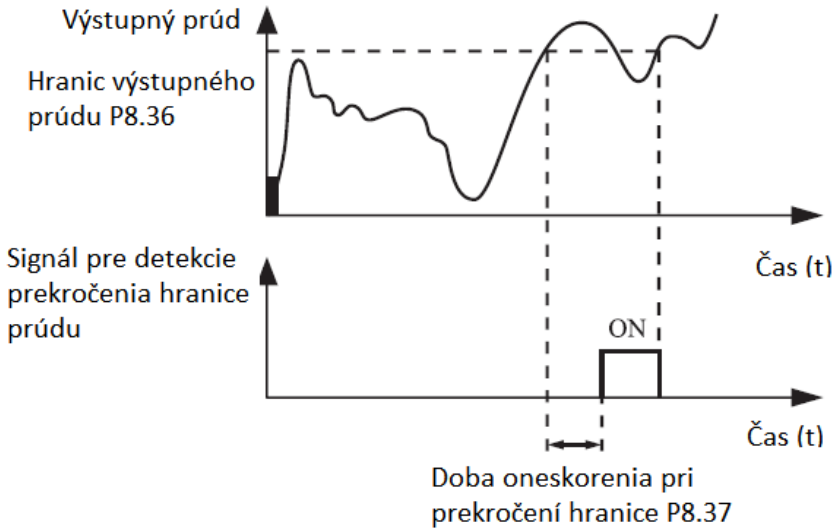 Výstupný prúd
Hranic výstupného
prúdu P8.36
Čas (t)
Signál pre detekcie
prekročenia hranice
prúdu
ON
Čas (t)
Doba oneskorenia pri
prekročení hranice P8.37